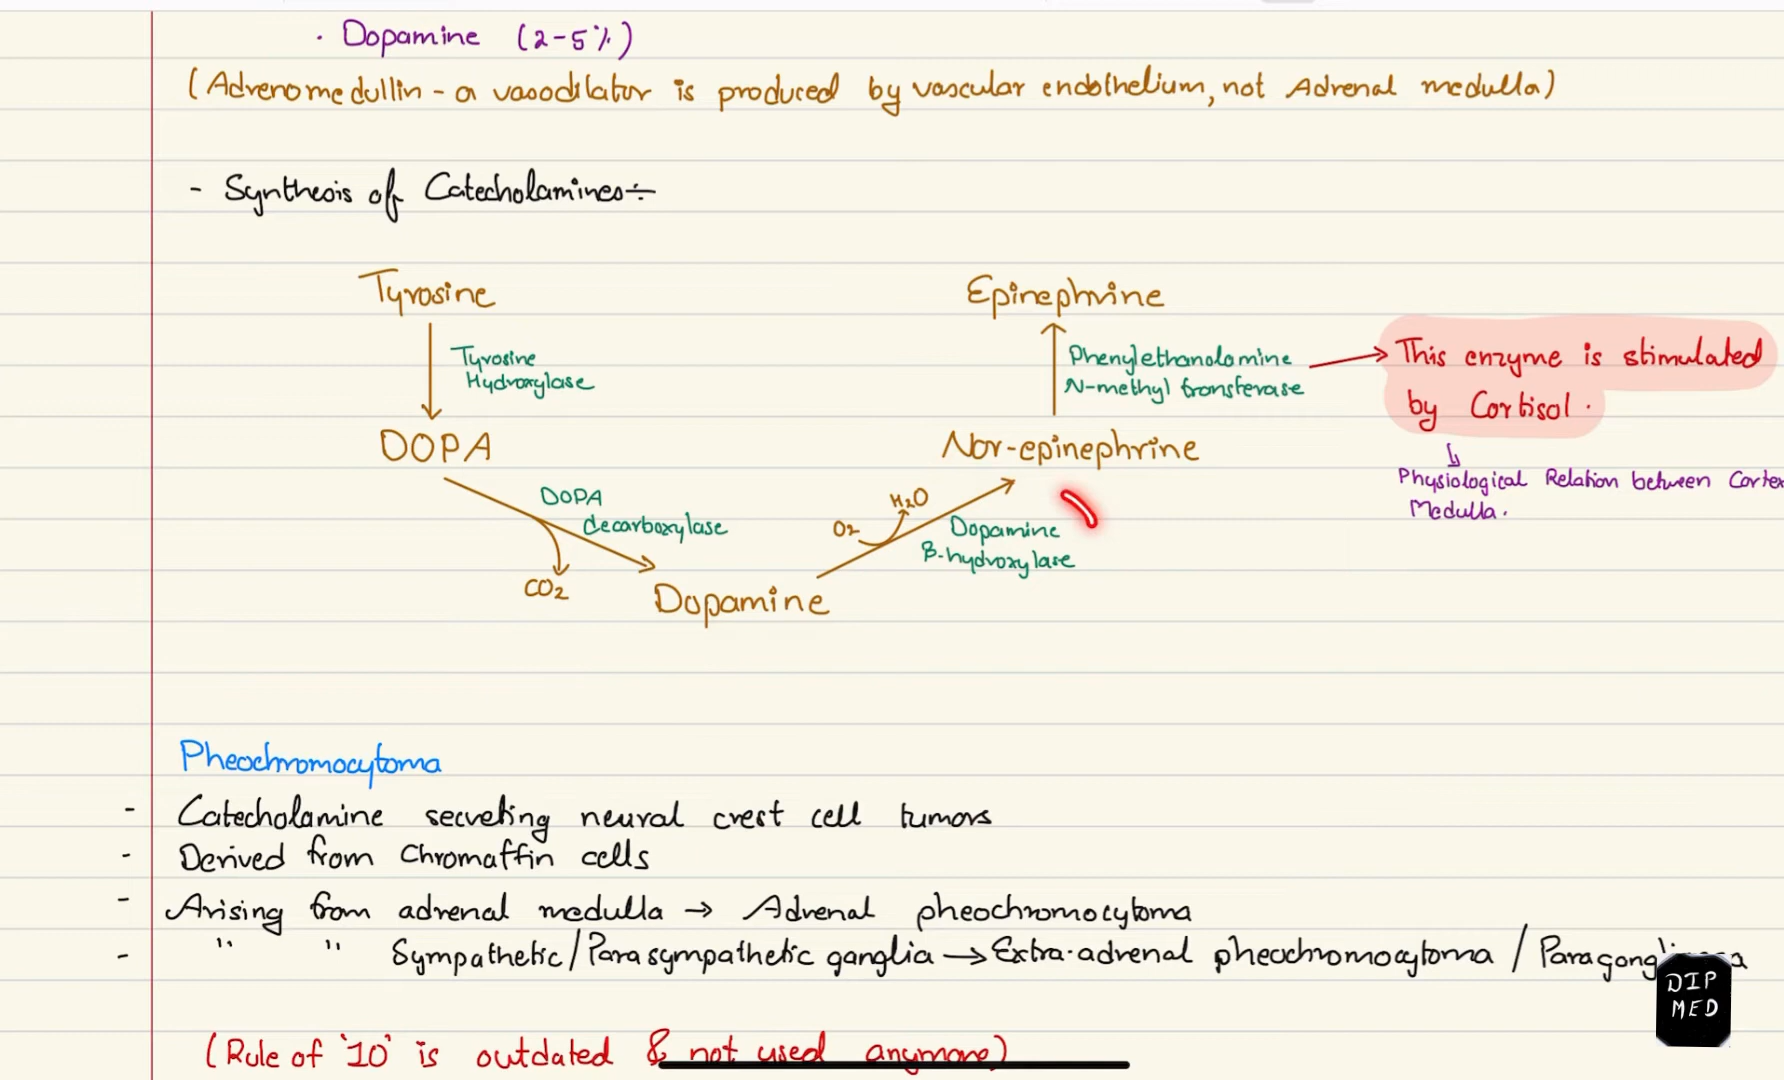 · Dopamine (2-5%)
(Adrenomedullin - a vasodilator is produced by vascular endothelium, not Adrenal medulla)
- Synthesis of Catecholamines÷
Tyrosine
Tyrosine
Hydroxylase
DOPA
DOPA
decarboxylase
CO2
Dopamine
O2
H2O
Dopamine
β-hydroxylase
Nor-epinephrine
Phenylethanolamine
N-methyl transferase
Epinephrine
This enzyme is stimulated
by Cortisol.
Physiological Relation between Cortex
Medulla.
Pheochromocytoma
- Catecholamine secreting neural crest cell tumors
- Derived from Chromaffin cells
- Arising from adrenal medulla → Adrenal pheochromocytoma
- " " Sympathetic/Parasympathetic ganglia → Extra-adrenal pheochromocytoma /
(Rule of '10' is outdated & not used anymore)
DIP
MED